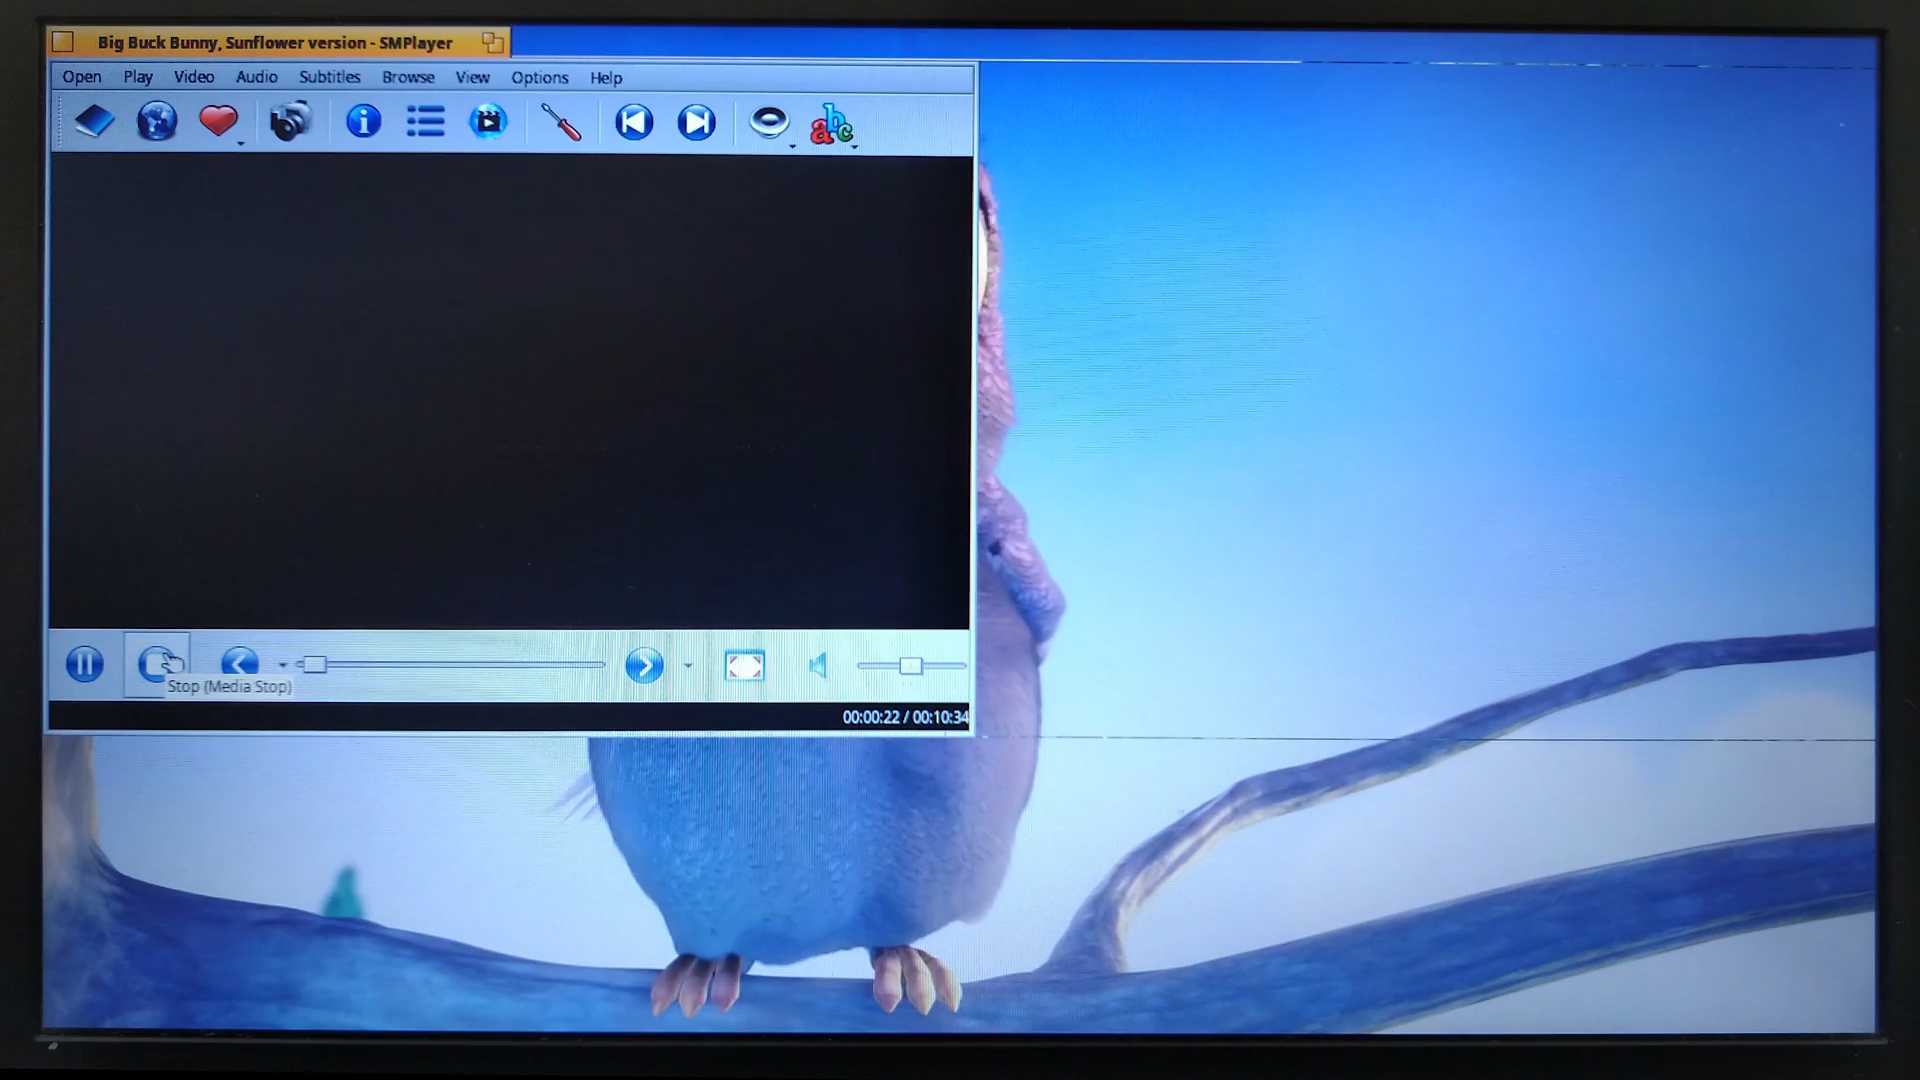 Big Buck Bunny, Sunflower version - SMPlayer
Open Play Video Audio Subtitles Browse View Options Help
i
abc
Stop (Media Stop)
00:00:22 / 00:10:34